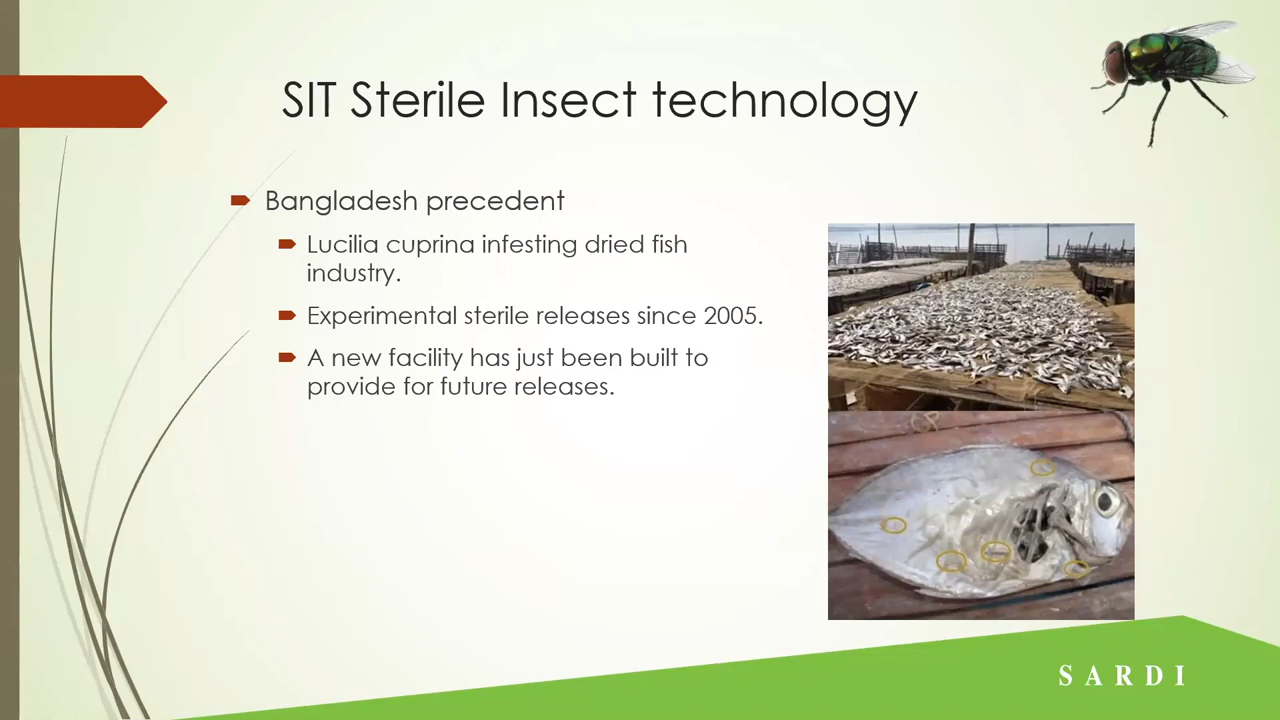 SIT Sterile Insect technology
Bangladesh precedent
Lucilia cuprina infesting dried fish
industry.
Experimental sterile releases since 2005.
A new facility has just been built to
provide for future releases.
SARDI